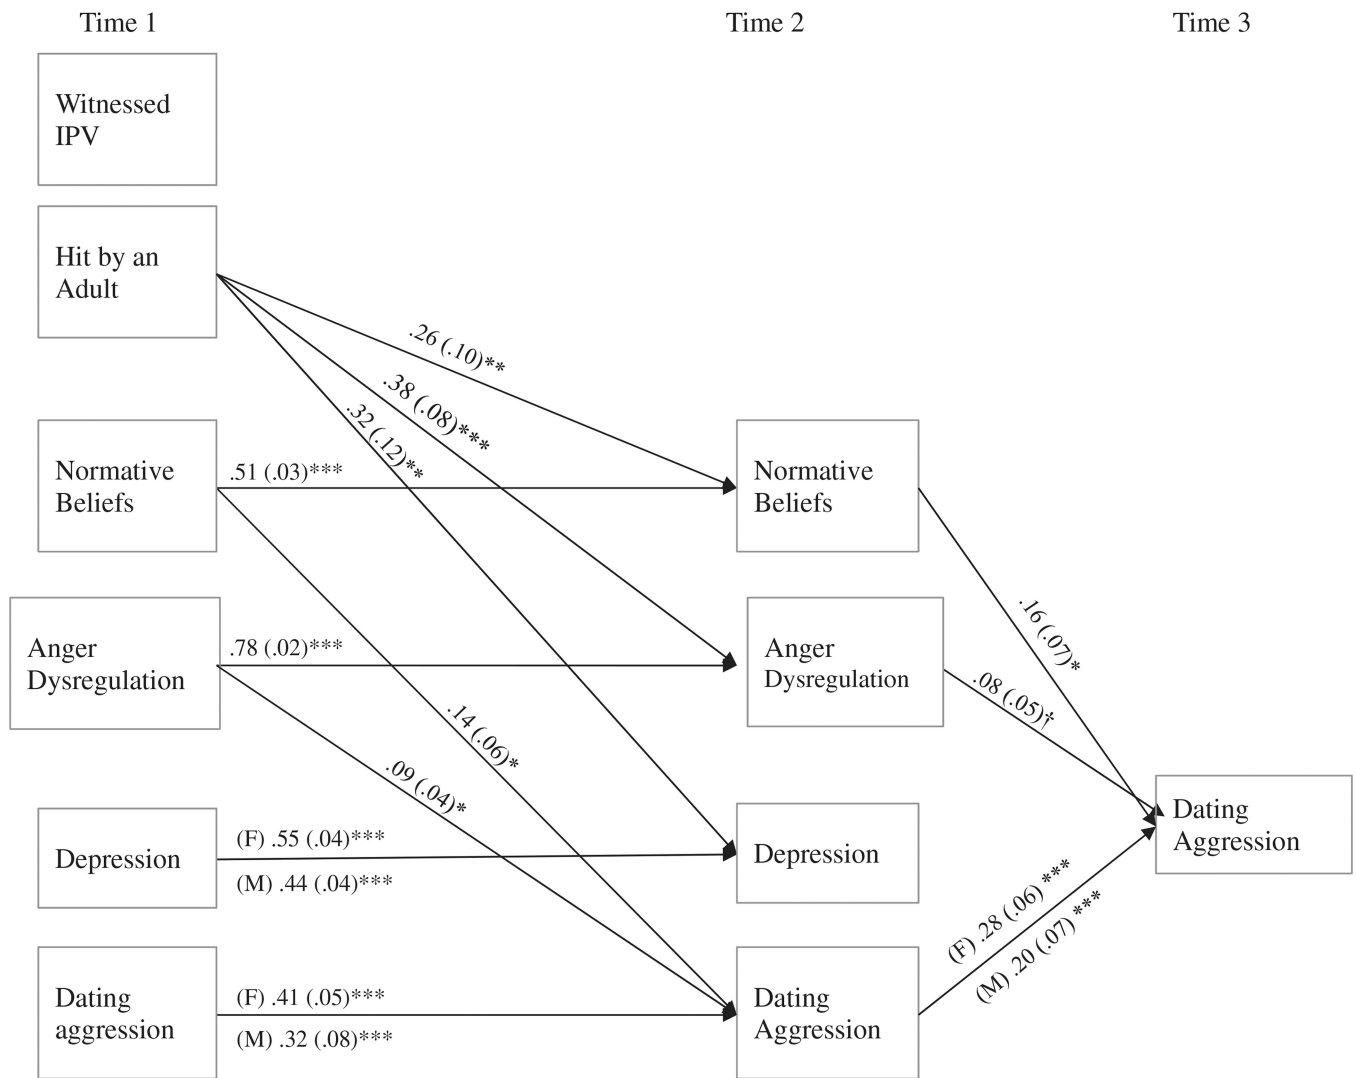 Time 1
Time 2
Time 3
Witnessed
IPV
Hit by an
Adult
.26 (.10)**
.38 (.08)***
.32 (.12)**
Normative
Beliefs
.51 (.03)***
Normative
Beliefs
.16 (.07)*
Anger
Dysregulation
.78 (.02)***
Anger
Dysregulation
.08 (.05)†
.14 (.06)*
.09 (.04)*
Dating
Aggression
Depression
(F) .55 (.04)***
(M) .44 (.04)***
Depression
(F) .28 (.06) ***
(M) .20 (.07) ***
Dating
aggression
(F) .41 (.05)***
(M) .32 (.08)***
Dating
Aggression